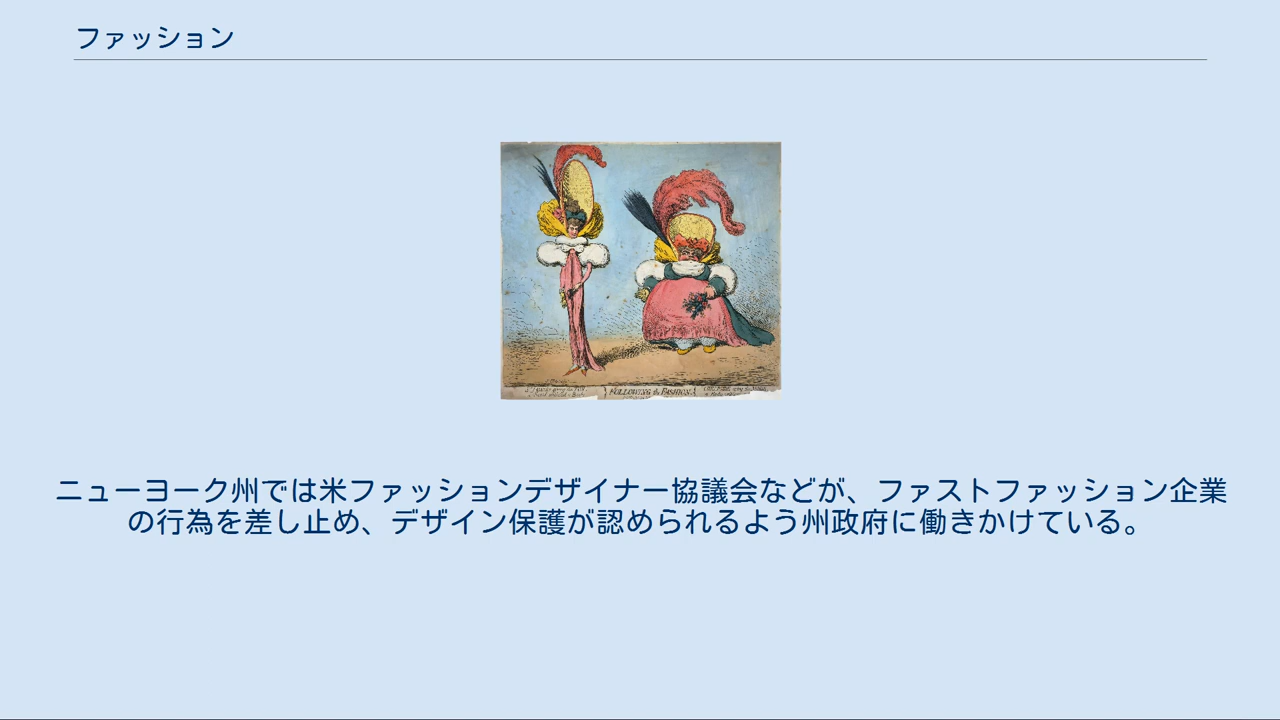 ファッション
FOLLOWING the FASHION
ニューヨーク州では米ファッションデザイナー協議会などが、ファストファッション企業
の行為を差し止め、デザイン保護が認められるよう州政府に働きかけている。